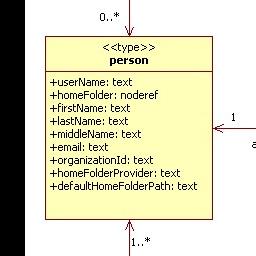 0..*
<<type>>
person
+userName: text
+homeFolder: noderef
+firstName: text
+lastName: text
+middleName: text
+email: text
+organizationId: text
+homeFolderProvider: text
+defaultHomeFolderPath: text
1
a
1..*